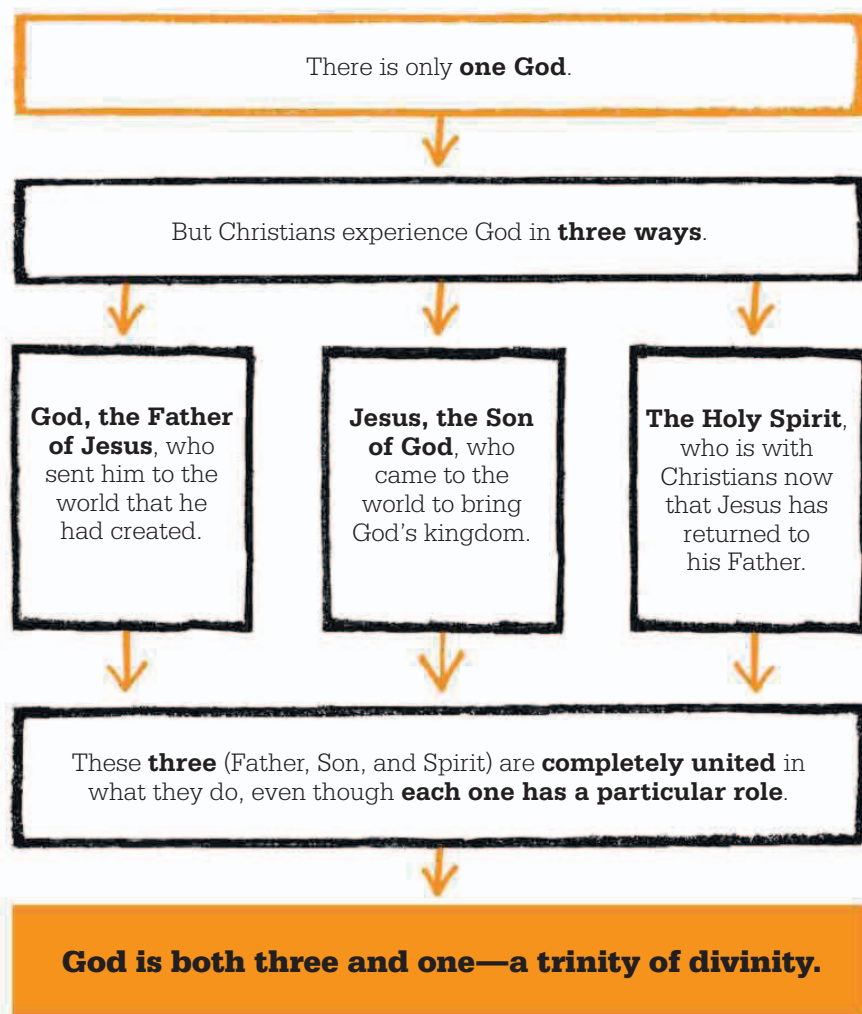 There is only one God.
But Christians experience God in three ways.
God, the Father
of Jesus, who
sent him to the
world that he
had created.
Jesus, the Son
of God, who
came to the
world to bring
God’s kingdom.
The Holy Spirit,
who is with
Christians now
that Jesus has
returned to
his Father.
These three (Father, Son, and Spirit) are completely united in
what they do, even though each one has a particular role.
God is both three and one—a trinity of divinity.